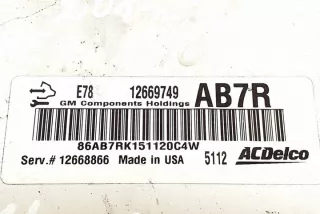 E78 12669749 AB7R
GM Components Holdings
86AB7RK151120C4W
Serv.# 12668866 Made in USA 5112 ACDelco